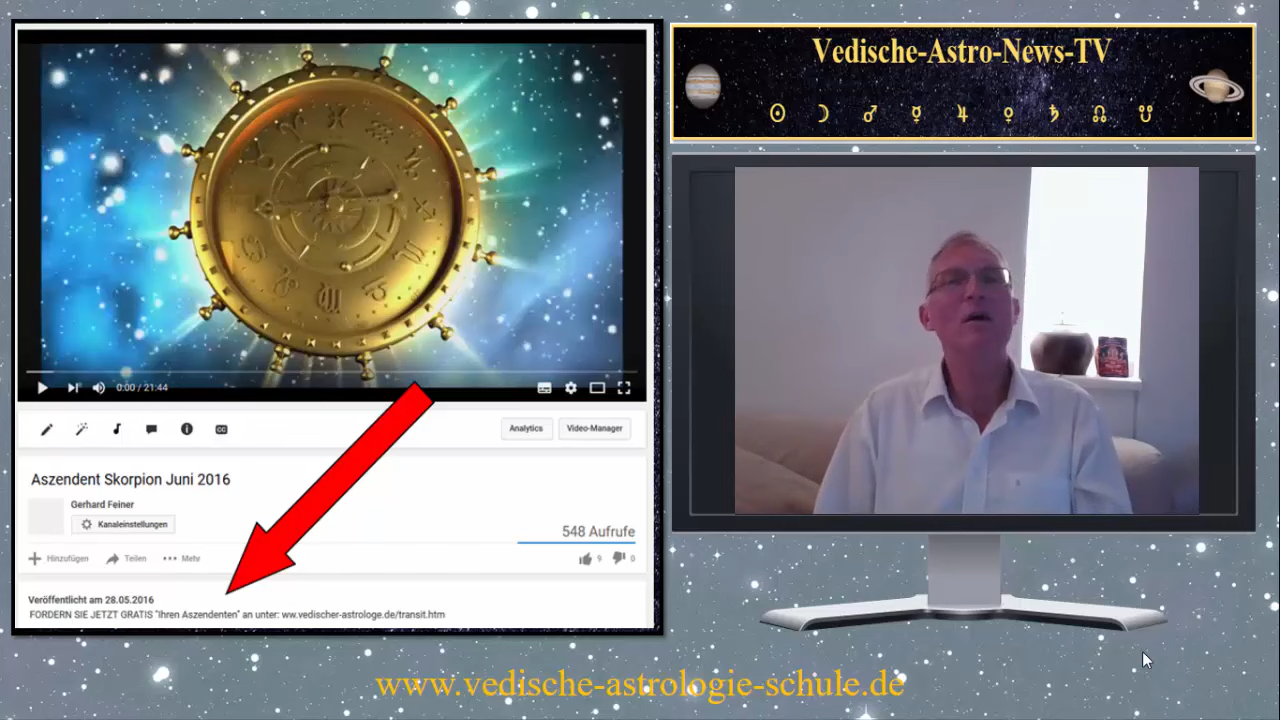 Vedische-Astro-News-TV
0:00 / 21:44
Analytics
Video-Manager
Aszendent Skorpion Juni 2016
Gerhard Feiner
Kanaleinstellungen
548 Aufrufe
Hinzufügen Teilen Mehr 9 0
Veröffentlicht am 28.05.2016
FORDERN SIE JETZT GRATIS "Ihren Aszendenten" an unter: ww.vedischer-astrologe.de/transit.htm
www.vedische-astrologie-schule.de